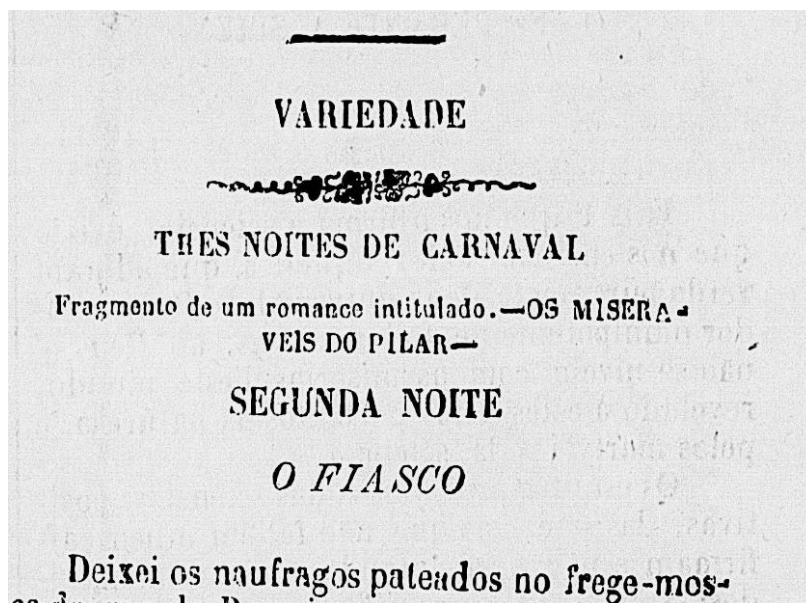 VARIEDADE
TRES NOITES DE CARNAVAL
Fragmento de um romance intitulado.—OS MISERA-
VEIS DO PILAR—
SEGUNDA NOITE
O FIASCO
Deixei os naufragos pateados no frege-mos-